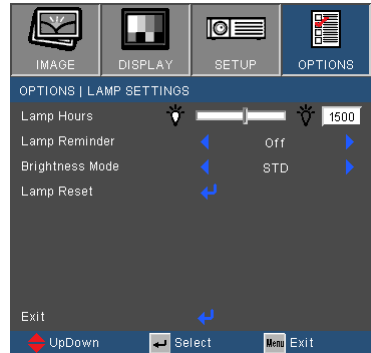 IMAGE DISPLAY SETUP OPTIONS
OPTIONS | LAMP SETTINGS
Lamp Hours 1500
Lamp Reminder Off
Brightness Mode STD
Lamp Reset
Exit
UpDown Select Menu Exit